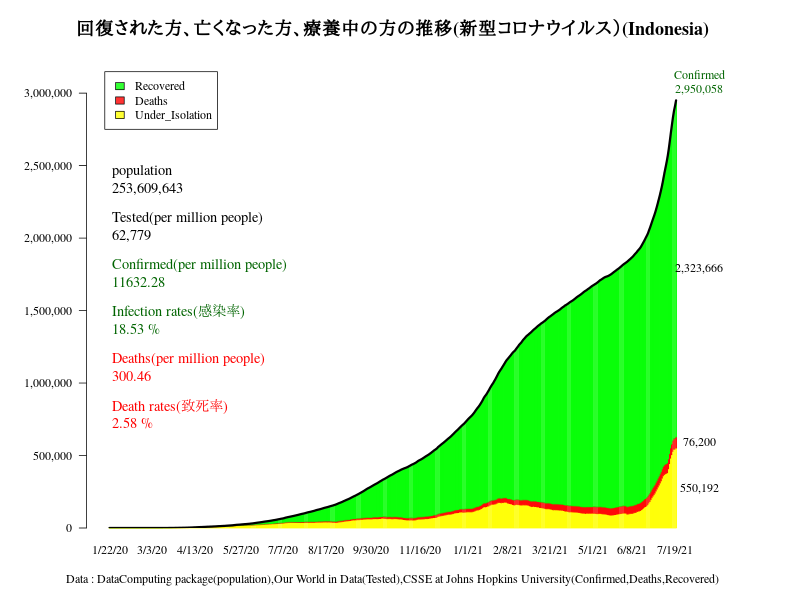 回復された方、亡くなった方、療養中の方の推移(新型コロナウイルス）(Indonesia)
Confirmed
2,950,058
3,000,000
2,500,000
2,000,000
1,500,000
1,000,000
500,000
0
Recovered
Deaths
Under_Isolation
population
253,609,643
Tested(per million people)
62,779
Confirmed(per million people)
11632.28
Infection rates(感染率)
18.53 %
Deaths(per million people)
300.46
Death rates(致死率)
2.58 %
2,323,666
76,200
550,192
1/22/20 3/3/20 4/13/20 5/27/20 7/7/20 8/17/20 9/30/20 11/16/20 1/1/21 2/8/21 3/21/21 5/1/21 6/8/21 7/19/21
Data : DataComputing package(population),Our World in Data(Tested),CSSE at Johns Hopkins University(Confirmed,Deaths,Recovered)